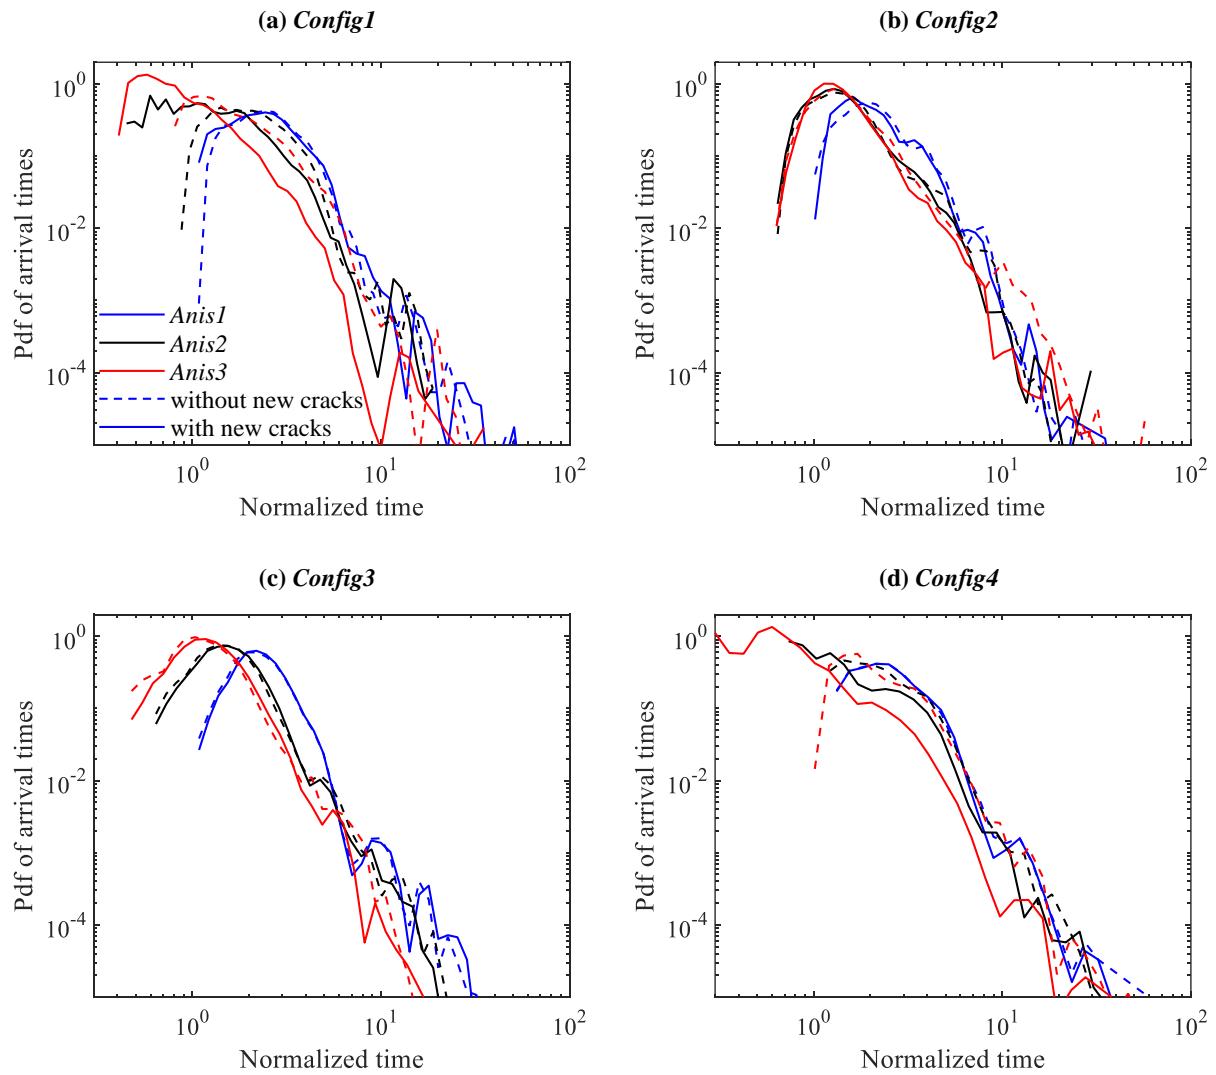 (a) Config1
(b) Config2
Pdf of arrival times
10^0
10^-2
10^-4
Anis1
Anis2
Anis3
without new cracks
with new cracks
10^0
10^1
10^2
Normalized time
Pdf of arrival times
10^0
10^-2
10^-4
10^0
10^1
10^2
Normalized time
(c) Config3
(d) Config4
Pdf of arrival times
10^0
10^-2
10^-4
10^0
10^1
10^2
Normalized time
Pdf of arrival times
10^0
10^-2
10^-4
10^0
10^1
10^2
Normalized time